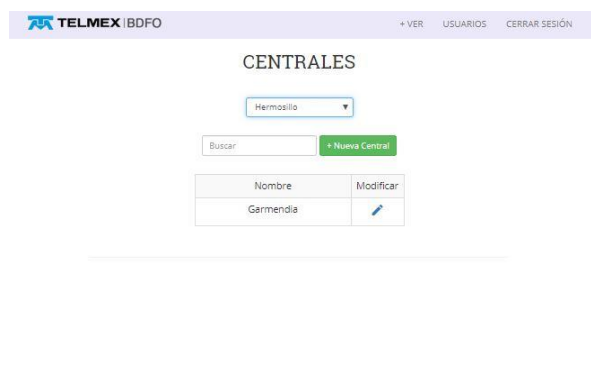 TELMEX | BDFO + VER USUARIOS CERRAR SESIÓN
CENTRALES
Hermosillo
Buscar + Nueva Central
Nombre Modificar
Garmendia